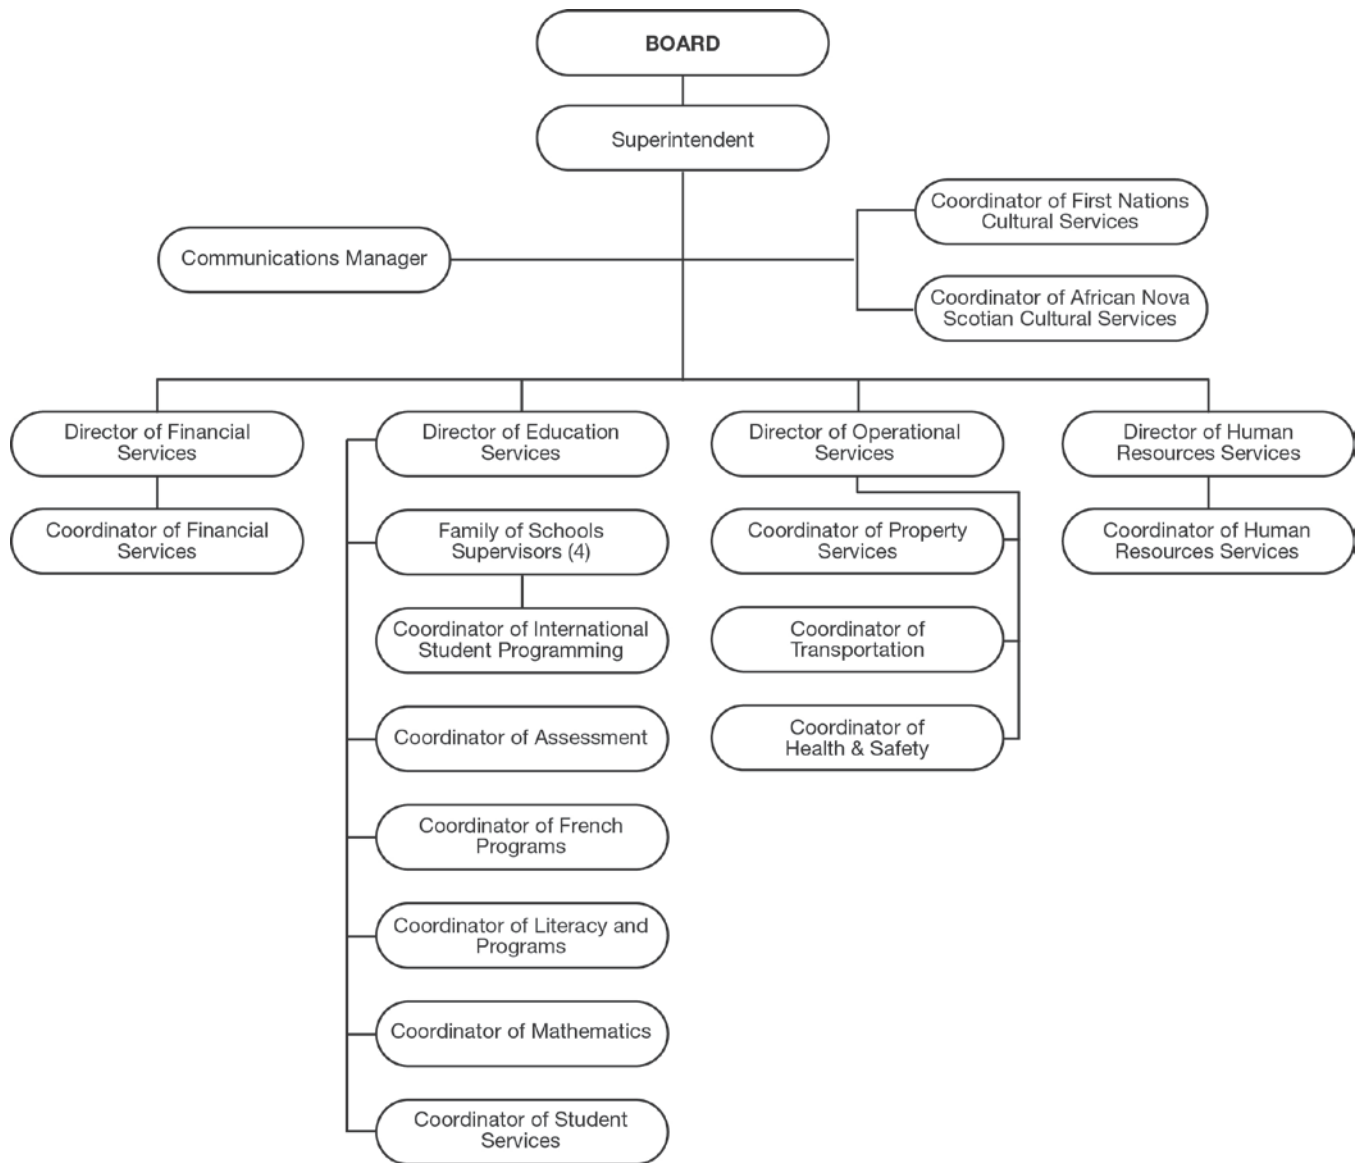 BOARD
Superintendent
Coordinator of First Nations
Cultural Services
Communications Manager
Coordinator of African Nova
Scotian Cultural Services
Director of Financial
Services
Director of Education
Services
Director of Operational
Services
Director of Human
Resources Services
Coordinator of Financial
Services
Family of Schools
Supervisors (4)
Coordinator of Property
Services
Coordinator of Human
Resources Services
Coordinator of International
Student Programming
Coordinator of
Transportation
Coordinator of Assessment
Coordinator of
Health & Safety
Coordinator of French
Programs
Coordinator of Literacy and
Programs
Coordinator of Mathematics
Coordinator of Student
Services